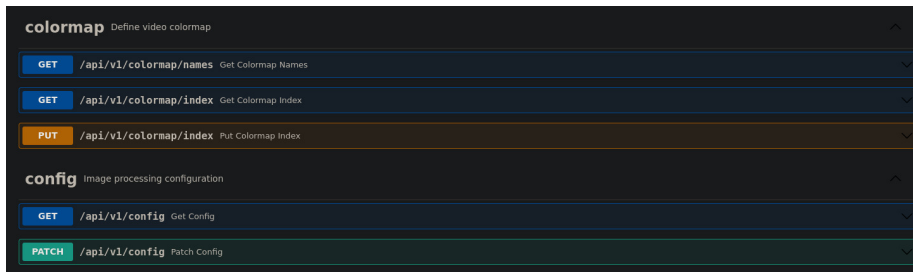 colormap Define video colormap
GET /api/v1/colormap/names Get Colormap Names
GET /api/v1/colormap/index Get Colormap Index
PUT /api/v1/colormap/index Put Colormap Index
config Image processing configuration
GET /api/v1/config Get Config
PATCH /api/v1/config Patch Config